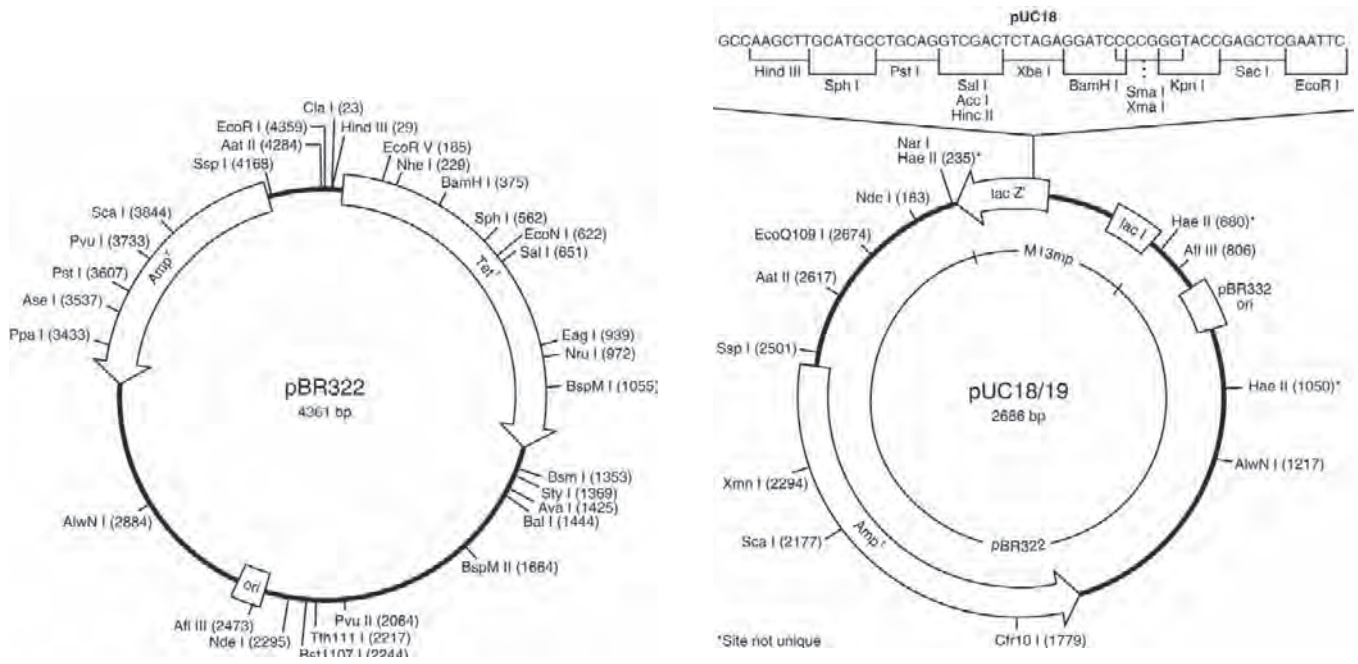 Cla I (23)
EcoR I (4359)
Hind III (29)
Aat II (4284)
EcoR V (185)
Ssp I (4168)
Nhe I (229)
BamH I (375)
Sca I (3844)
Sph I (562)
Pvu I (3733)
EcoN I (622)
Sal I (651)
Pst I (3607)
Amp r
Tet r
Ase I (3537)
Ppa I (3433)
Eag I (939)
Nru I (972)
pBR322
BspM I (1055)
4361 bp
Bsm I (1353)
Sty I (1369)
Ava I (1425)
Bal I (1444)
AlwN I (2884)
BspM II (1664)
ori
Afl III (2473)
Pvu II (2064)
Nde I (2295)
Tth111 I (2217)
Bst1107 I (2244)
pUC18
GCCAAGCTTGCATGCCTGCAGGTCGACTCTAGAGGATCCCCGGGTACCGAGCTCGAATTC
Hind III
Pst I
Xba I
Sac I
Sph I
Sal I
BamH I
Kpn I
EcoR I
Acc I
Sma I
Hinc II
Xma I
Nar I
Hae II (235)*
lac Z'
Nde I (183)
lac I
Hae II (680)*
EcoO109 I (2674)
M13mp
Afl III (806)
Aat II (2617)
pBR332
ori
Ssp I (2501)
pUC18/19
Hae II (1050)*
2686 bp
AlwN I (1217)
Xmn I (2294)
Sca I (2177)
Amp r
pBR322
*Site not unique
Cfr10 I (1779)